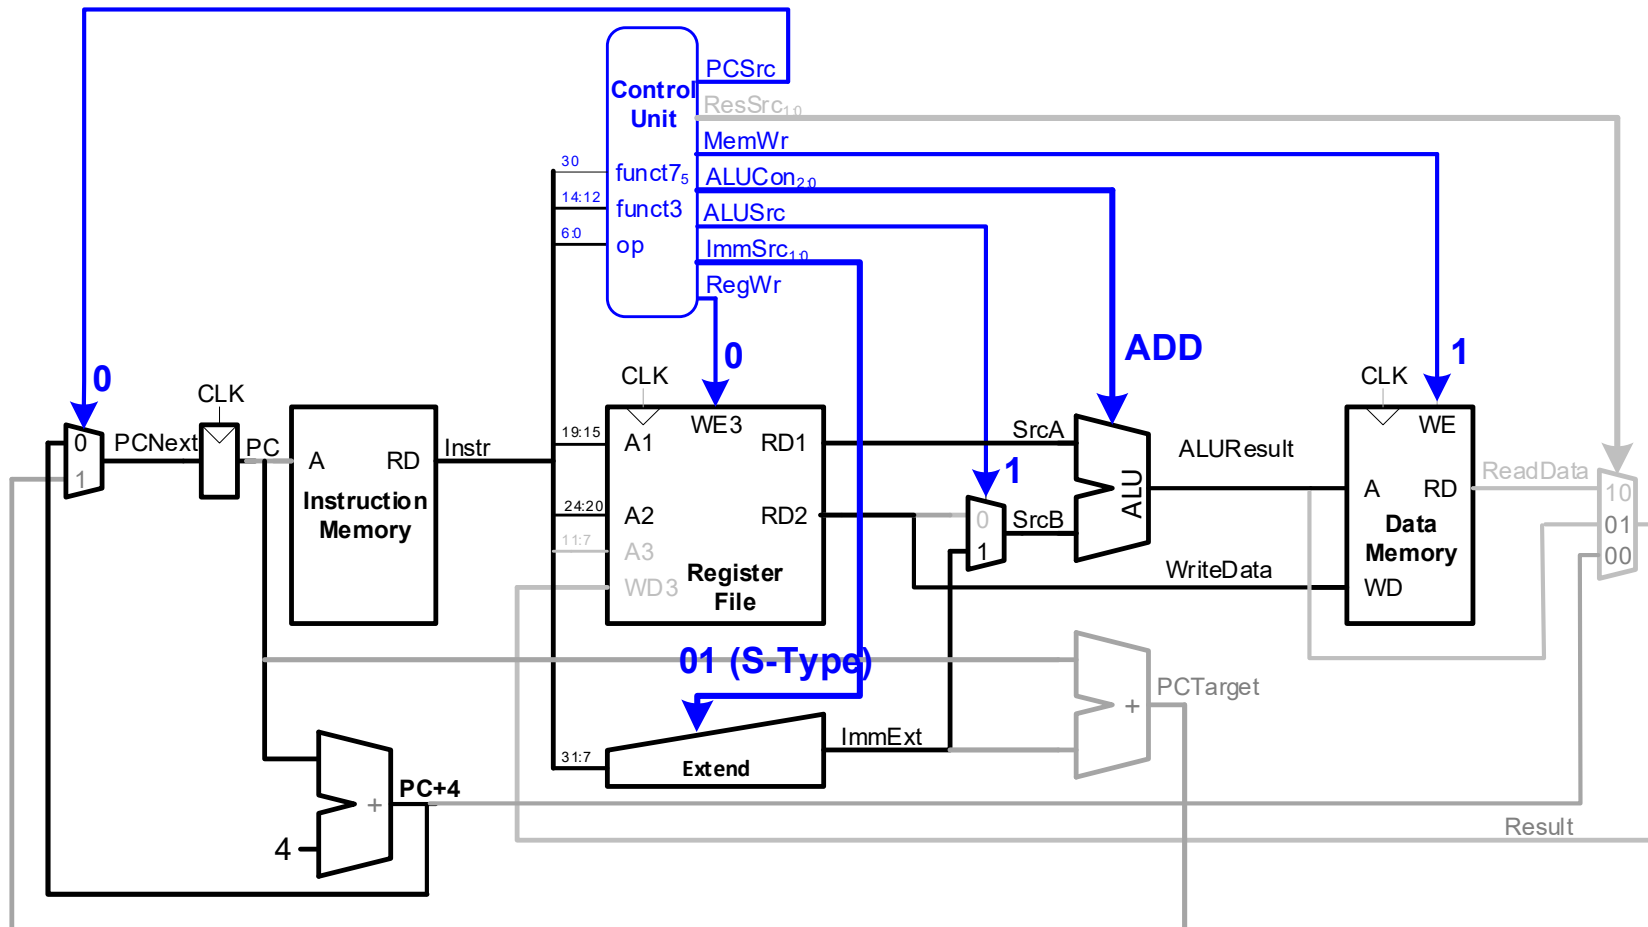 PCSrc
Control
Unit
ResSrc1:0
MemWr
30
funct75
ALUCon2:0
14:12
funct3
ALUSrc
6:0
op
ImmSrc1:0
RegWr
0
0
ADD
1
CLK
CLK
CLK
0
PCNext
PC
1
A
RD
Instr
Instruction
Memory
19:15
A1
WE3
RD1
SrcA
24:20
A2
RD2
1
0
SrcB
1
11:7
A3
WD3
Register
File
ALU
ALUResult
WriteData
WE
A
RD
Data
Memory
WD
ReadData
10
01
00
01 (S-Type)
+
PCTarget
31:7
Extend
ImmExt
+
PC+4
4
Result